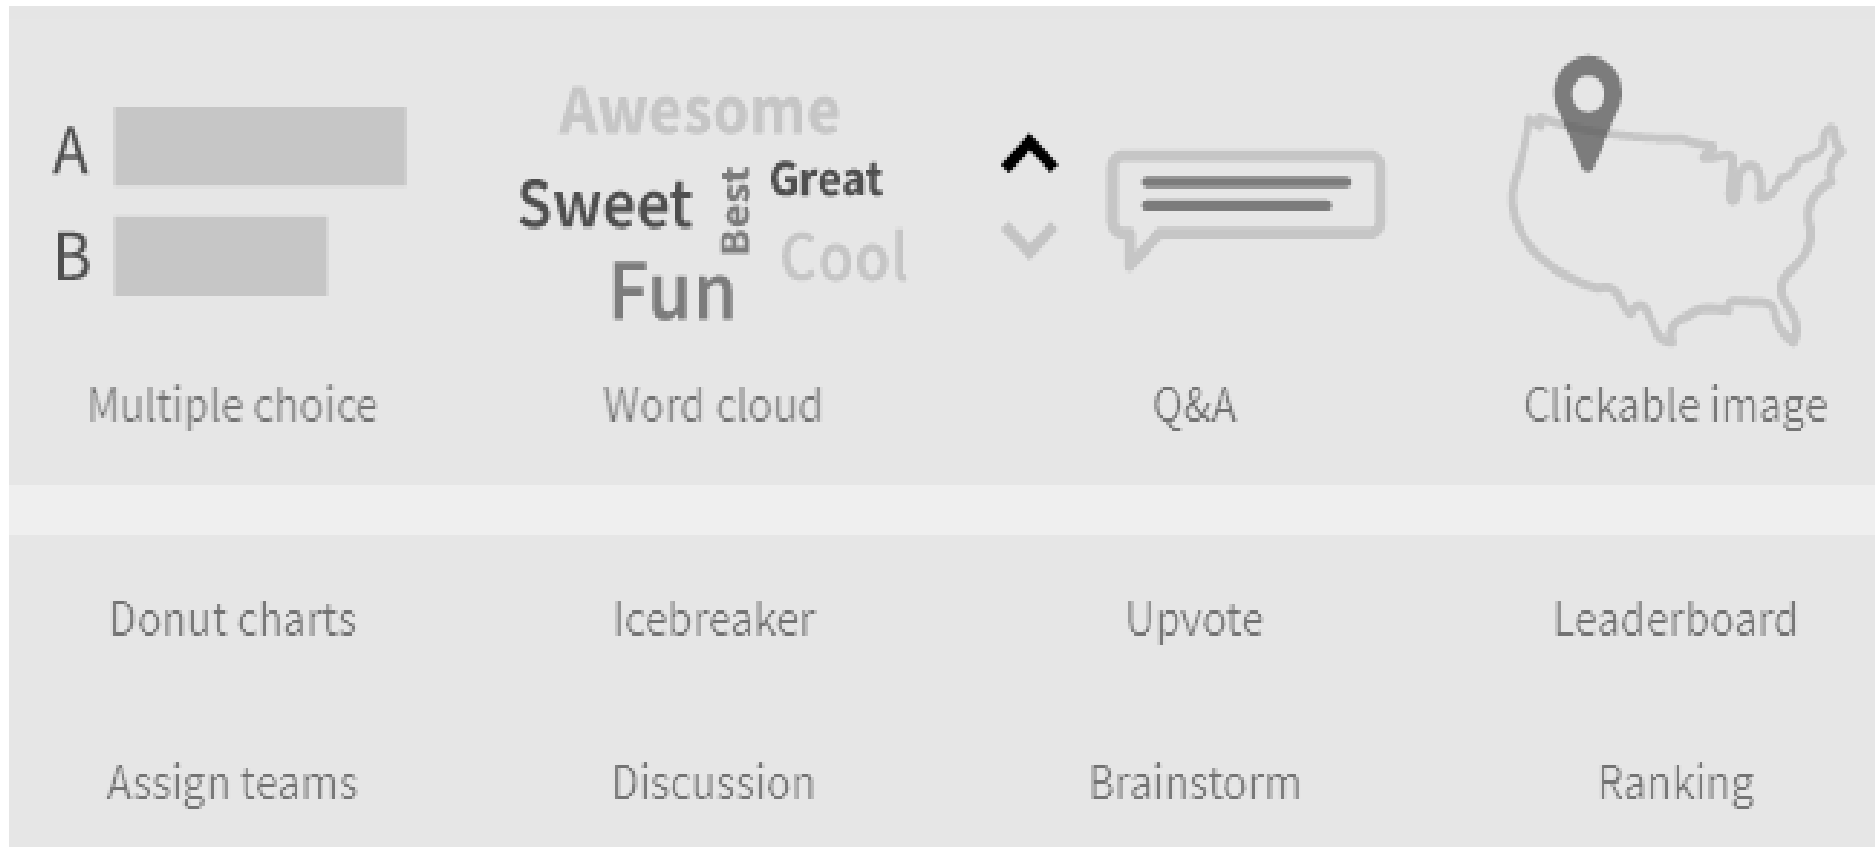 A
B
Multiple choice
Awesome
Sweet
Best
Great
Cool
Fun
Word cloud
Q&A
Clickable image
Donut charts
Icebreaker
Upvote
Leaderboard
Assign teams
Discussion
Brainstorm
Ranking